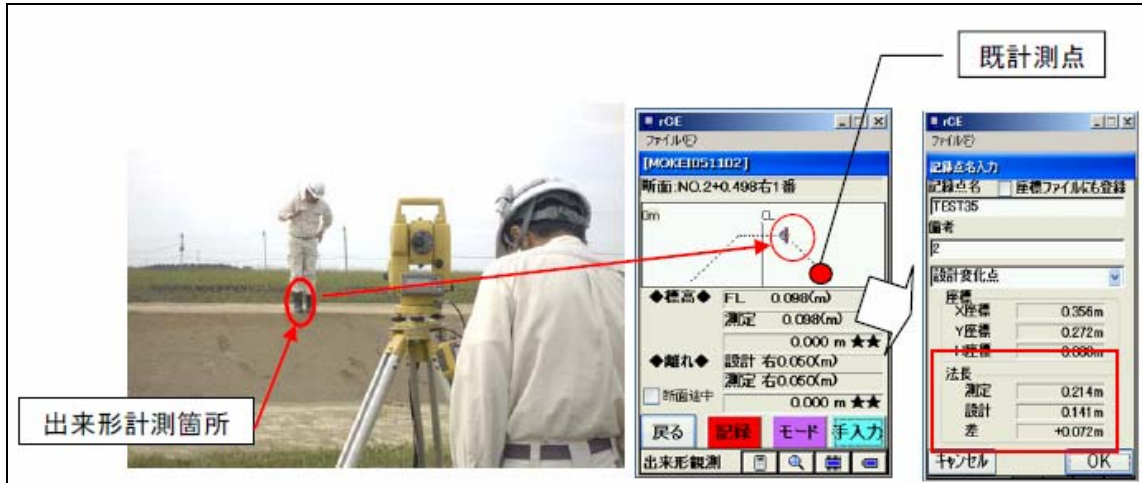 既計測点
出来形計測箇所
rCE
ファイル(F)
[MOKEI051102]
断面:NO.2+0.498右1番
0m
CL
◆標高◆ FL 0.098(m)
測定 0.098(m)
0.000 m ★★
◆離れ◆ 設計 右0.050(m)
測定 右0.050(m)
断面途中
0.000 m ★★
戻る 記録 モード 手入力
出来形観測
rCE
ファイル(F)
記録点名入力
記録点名 座標ファイルにも登録
TEST35
備考
2
設計変化点
座標
X座標 0.356m
Y座標 0.272m
法長
測定 0.214m
設計 0.141m
差 +0.072m
キャンセル OK